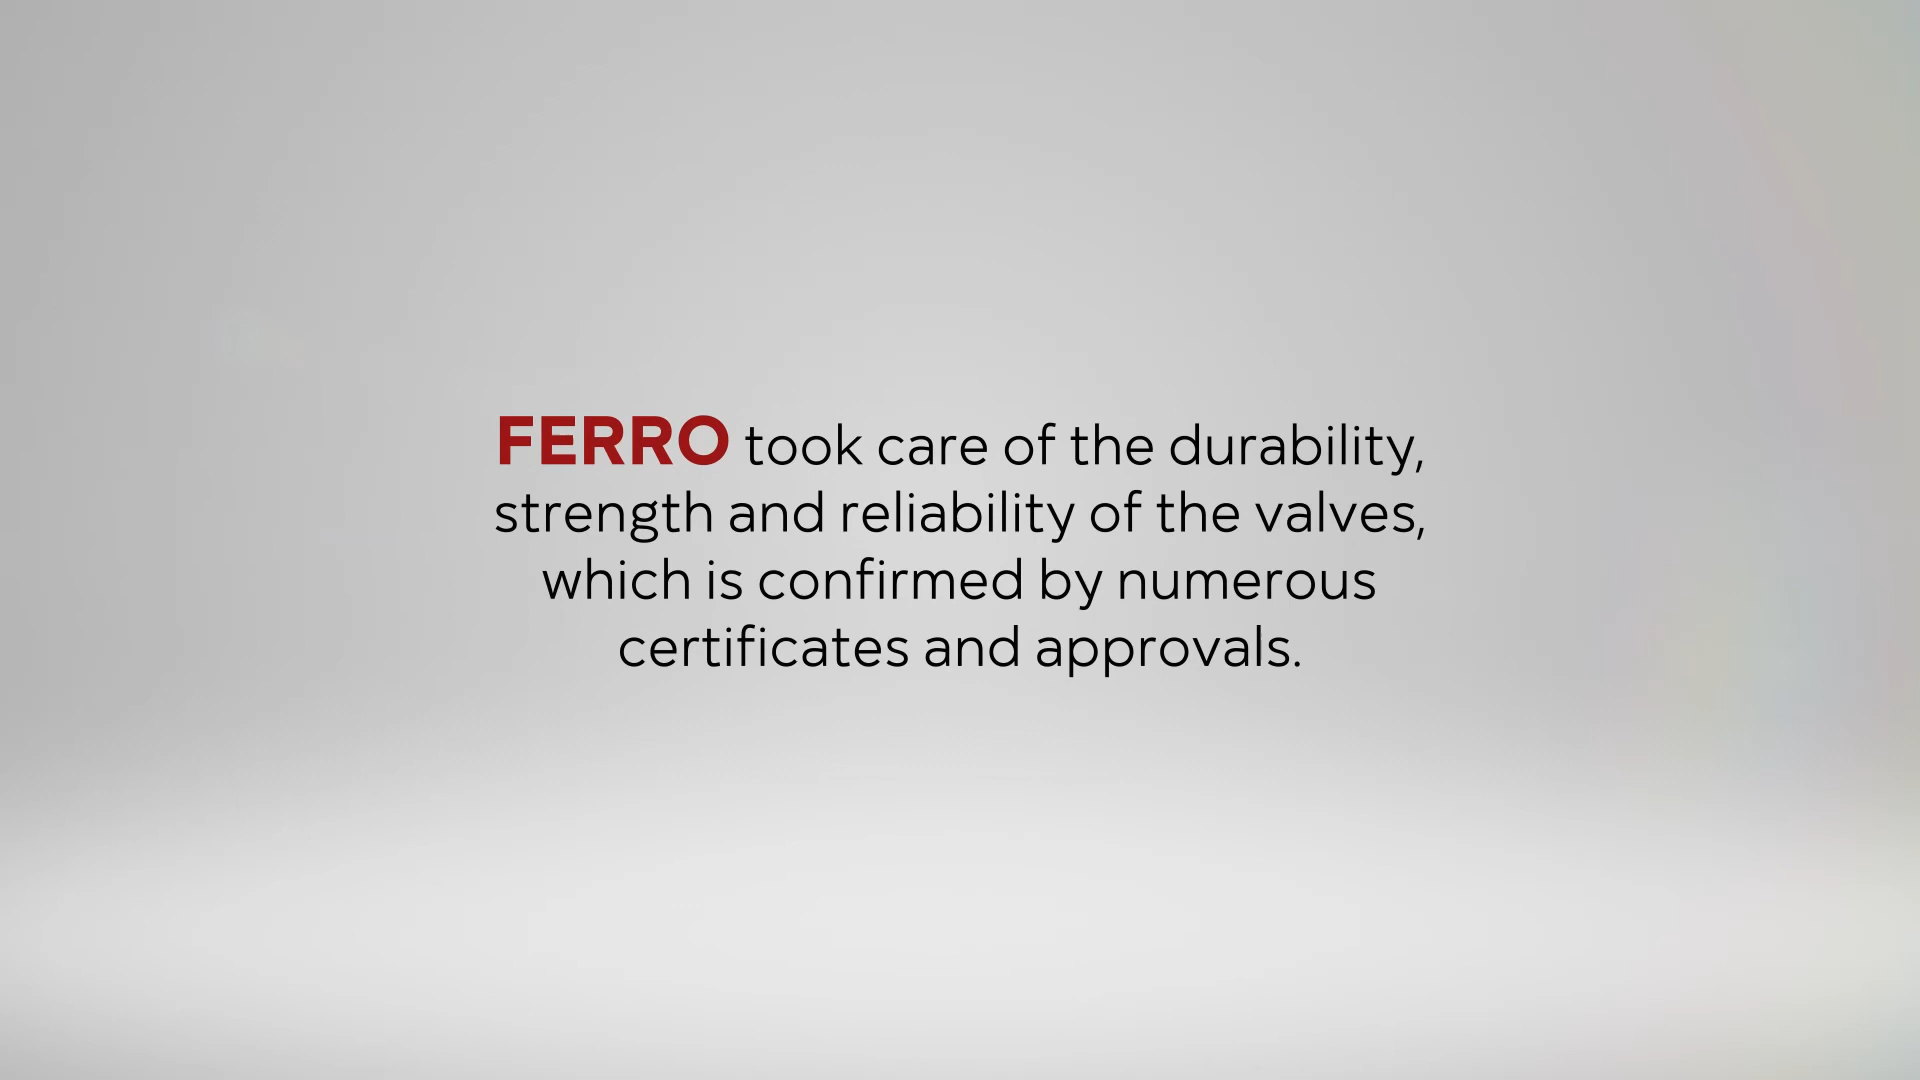 FERRO took care of the durability,
strength and reliability of the valves,
which is confirmed by numerous
certificates and approvals.